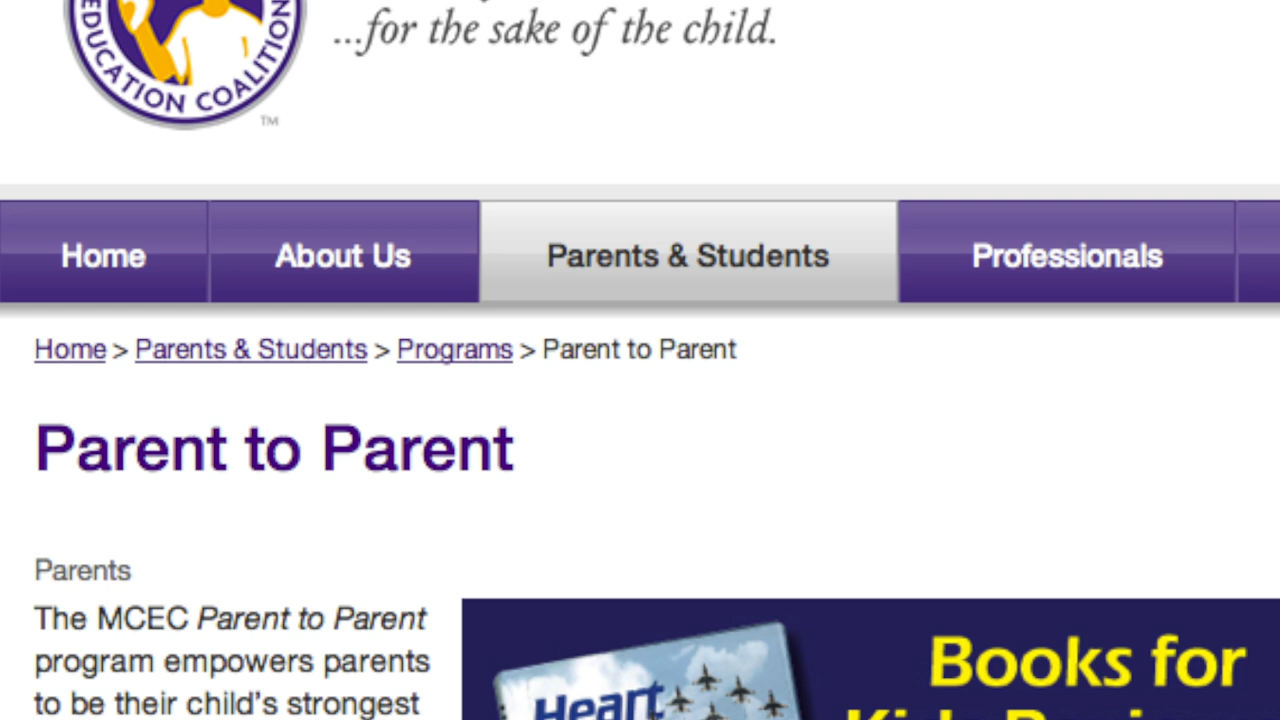 EDUCATION COALITION
TM
...for the sake of the child.
Home
About Us
Parents & Students
Professionals
Home > Parents & Students > Programs > Parent to Parent
Parent to Parent
Parents
The MCEC Parent to Parent
program empowers parents
to be their child's strongest
Heart
Books for